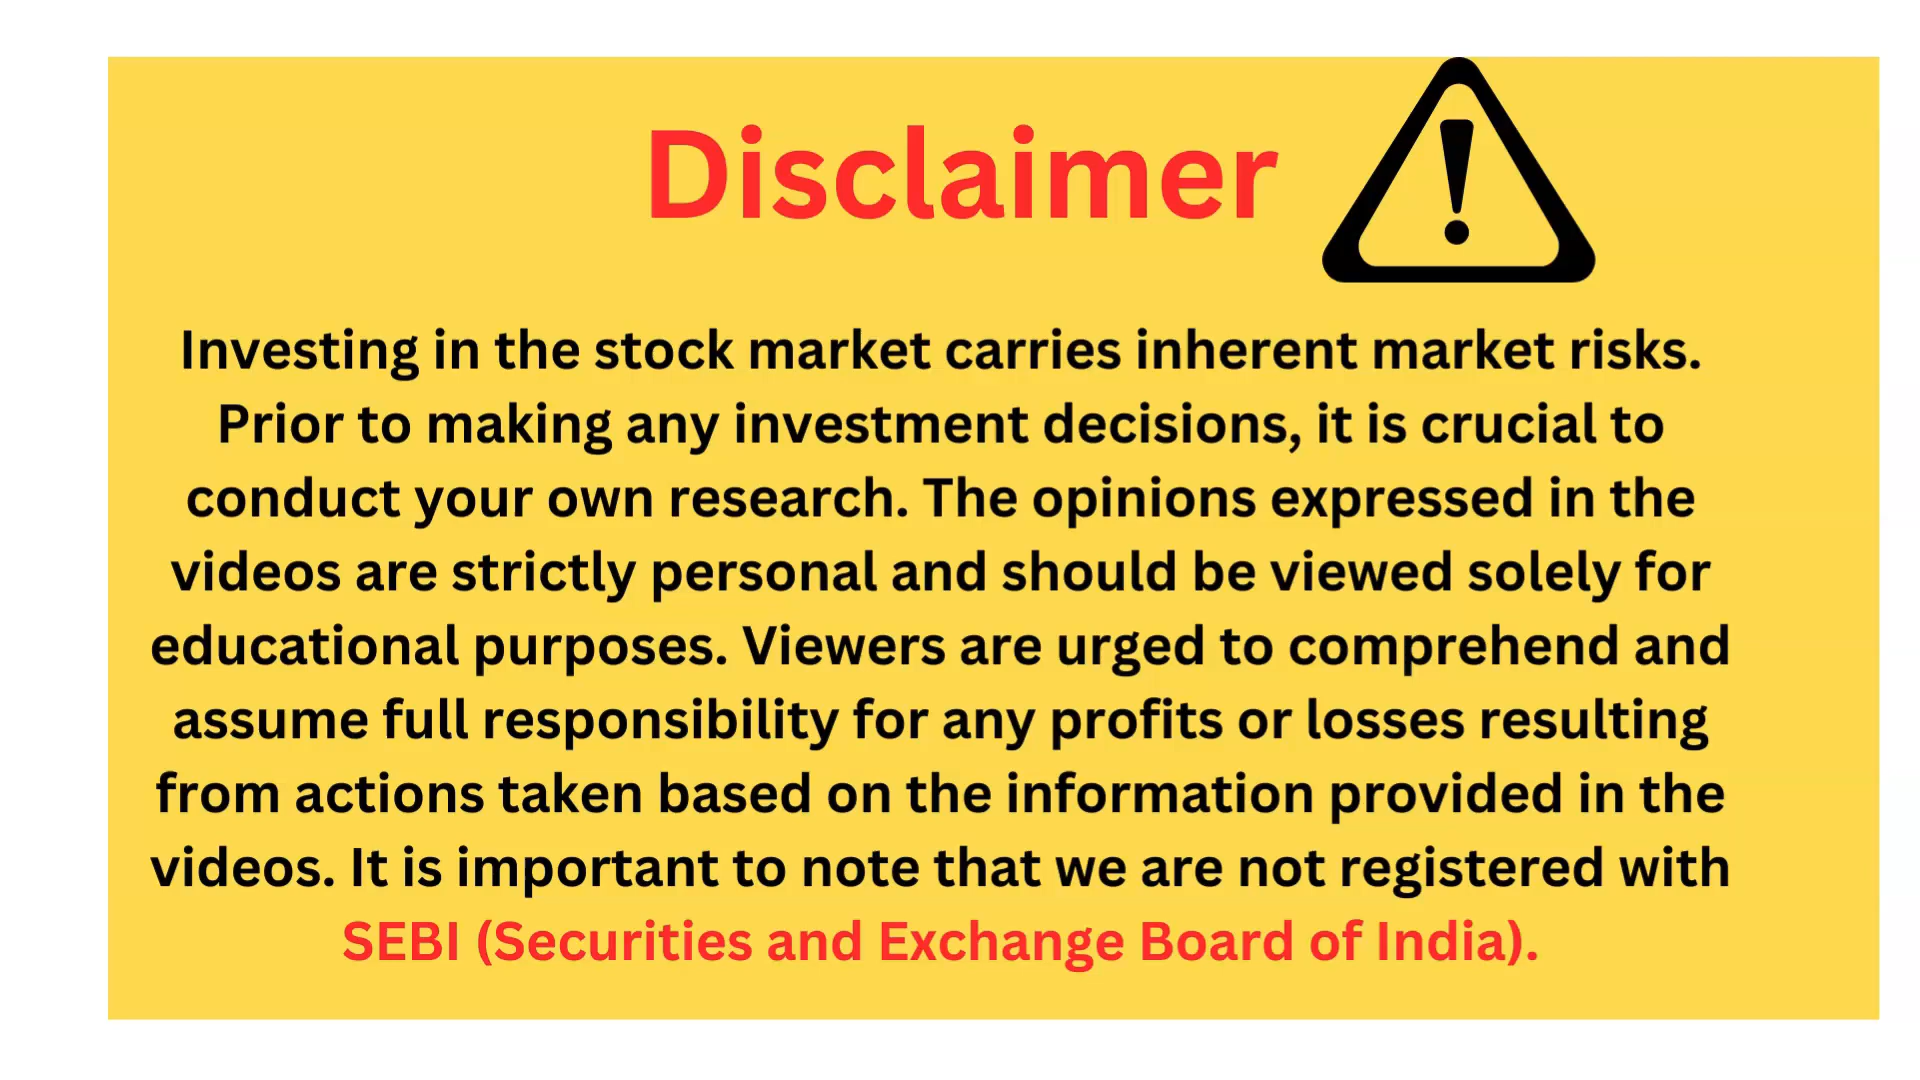 Disclaimer
Investing in the stock market carries inherent market risks.
Prior to making any investment decisions, it is crucial to
conduct your own research. The opinions expressed in the
videos are strictly personal and should be viewed solely for
educational purposes. Viewers are urged to comprehend and
assume full responsibility for any profits or losses resulting
from actions taken based on the information provided in the
videos. It is important to note that we are not registered with
SEBI (Securities and Exchange Board of India).